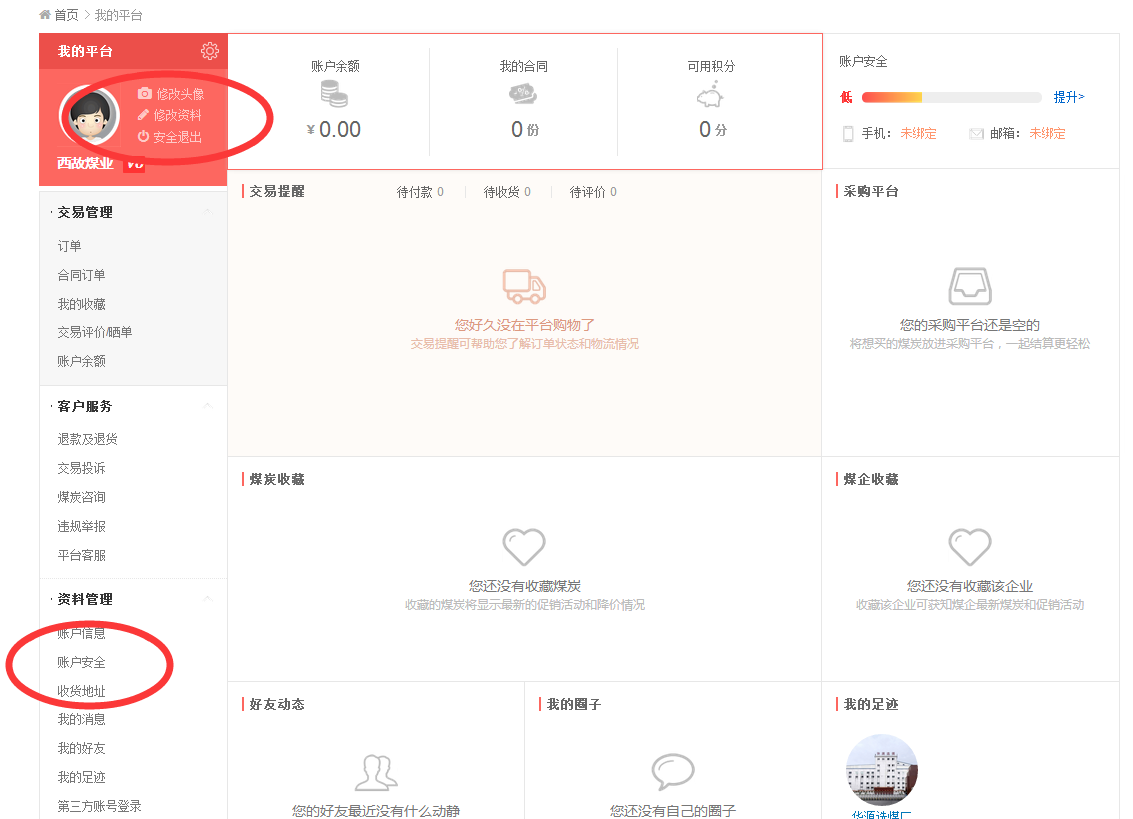 首页 > 我的平台
我的平台
修改头像
修改资料
安全退出
西故煤业 V0
账户余额
¥ 0.00
我的合同
0 份
可用积分
0 分
账户安全
低 提升>
手机： 未绑定 邮箱： 未绑定
· 交易管理
订单
合同订单
我的收藏
交易评价/晒单
账户余额
· 客户服务
退款及退货
交易投诉
煤炭咨询
违规举报
平台客服
· 资料管理
账户信息
账户安全
收货地址
我的消息
我的好友
我的足迹
第三方账号登录
交易提醒 待付款 0 待收货 0 待评价 0
您好久没在平台购物了
交易提醒可帮助您了解订单状态和物流情况
采购平台
您的采购平台还是空的
将想买的煤炭放进采购平台，一起结算更轻松
煤炭收藏
您还没有收藏煤炭
收藏的煤炭将显示最新的促销活动和降价情况
煤企收藏
您还没有收藏该企业
收藏该企业可获知煤企最新煤炭和促销活动
好友动态
您的好友最近没有什么动静
我的圈子
您还没有自己的圈子
我的足迹
华源选煤厂